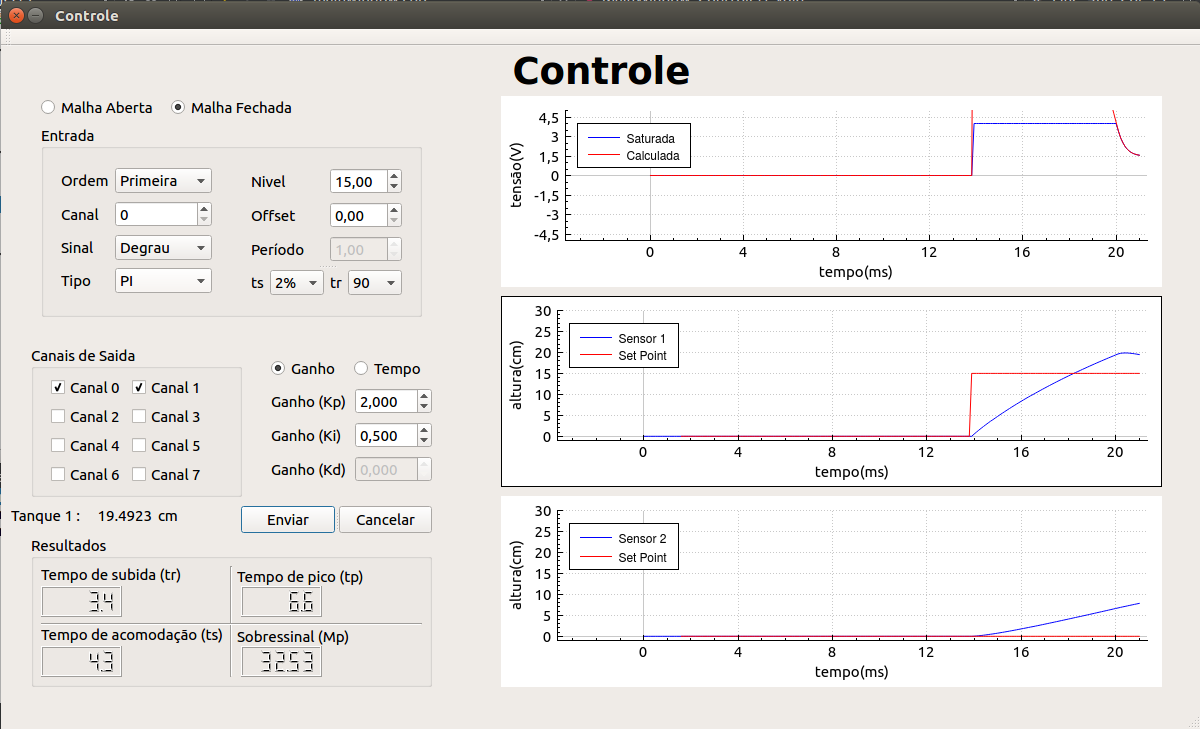 Controle
Controle
Malha Aberta Malha Fechada
Entrada
Ordem Primeira Nivel 15,00
Canal 0 Offset 0,00
Sinal Degrau Período 1,00
Tipo PI ts 2% tr 90
Canais de Saida
Canal 0 Canal 1
Canal 2 Canal 3
Canal 4 Canal 5
Canal 6 Canal 7
Ganho Tempo
Ganho (Kp) 2,000
Ganho (Ki) 0,500
Ganho (Kd) 0,000
Tanque 1 : 19.4923 cm
Enviar Cancelar
Resultados
Tempo de subida (tr) Tempo de pico (tp)
3.4 6.6
Tempo de acomodação (ts) Sobressinal (Mp)
4.3 32.53
tensão(V)
4,5
3
1,5
0
-1,5
-3
-4,5
Saturada
Calculada
0 4 8 12 16 20
tempo(ms)
altura(cm)
30
25
20
15
10
5
0
Sensor 1
Set Point
0 4 8 12 16 20
tempo(ms)
altura(cm)
30
25
20
15
10
5
0
Sensor 2
Set Point
0 4 8 12 16 20
tempo(ms)